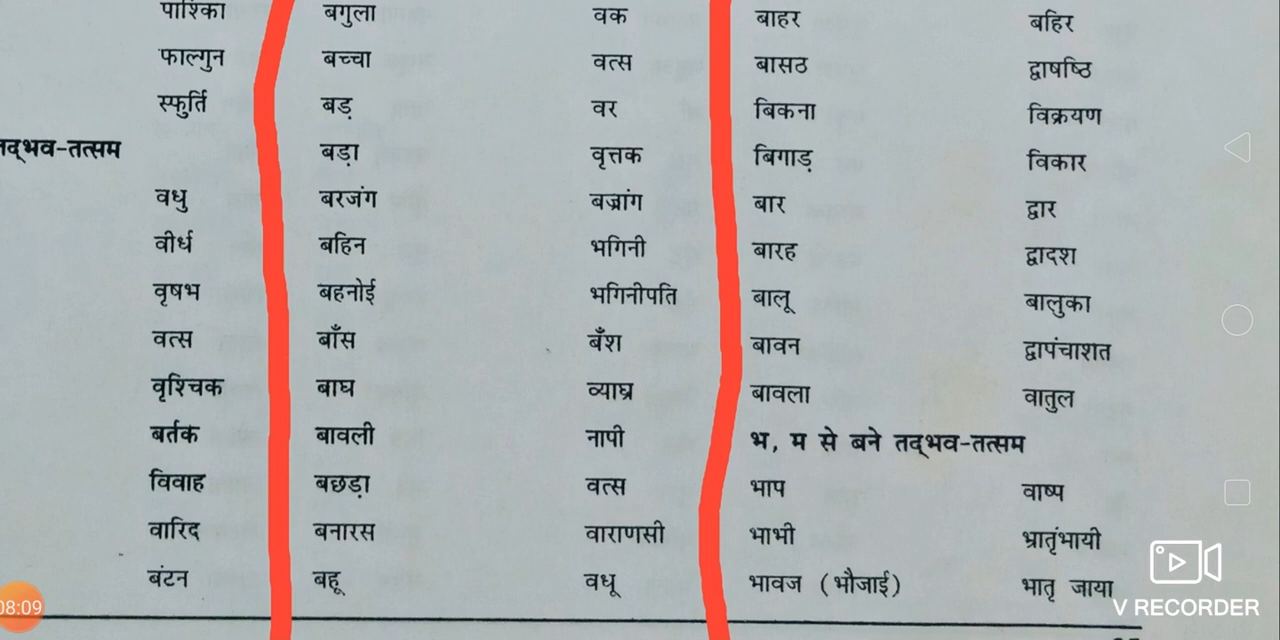 पाश्किा
फाल्गुन
स्फुर्ति
तद्भव-तत्सम
वधु
वीर्ध
वृषभ
वत्स
वृश्चिक
बर्तक
विवाह
वारिद
बंटन
बगुला वक
बच्चा वत्स
बड़ वर
बड़ा वृत्तक
बरजंग बज्रांग
बहिन भगिनी
बहनोई भगिनीपति
बाँस बँश
बाघ व्याघ्र
बावली नापी
बछड़ा वत्स
बनारस वाराणसी
बहू वधू
बाहर बहिर
बासठ द्वाषष्ठि
बिकना विक्रयण
बिगाड़ विकार
बार द्वार
बारह द्वादश
बालू बालुका
बावन द्वापंचाशत
बावला वातुल
भ, म से बने तद्भव-तत्सम
भाप वाष्प
भाभी भ्रातृंभायी
भावज (भौजाई) भातृ जाया
08:09
V RECORDER